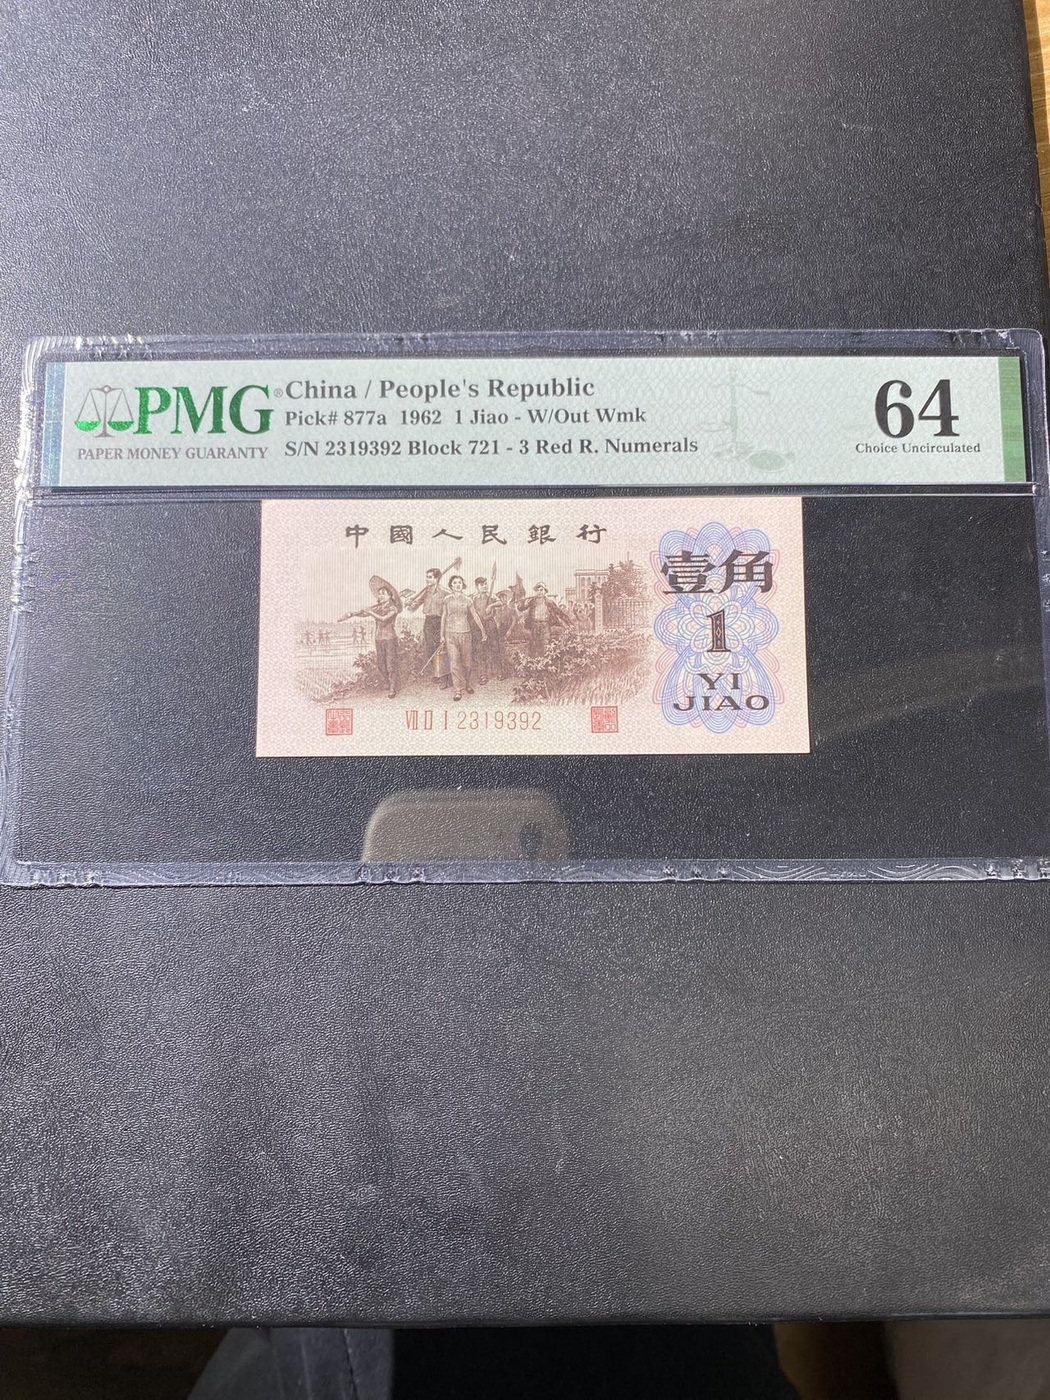 PMG®
PAPER MONEY GUARANTY
China / People's Republic
Pick# 877a 1962 1 Jiao - W/Out Wmk
S/N 2319392 Block 721 - 3 Red R. Numerals
64
Choice Uncirculated
中國人民銀行
壹角
1
YI
JIAO
VII II I 2319392